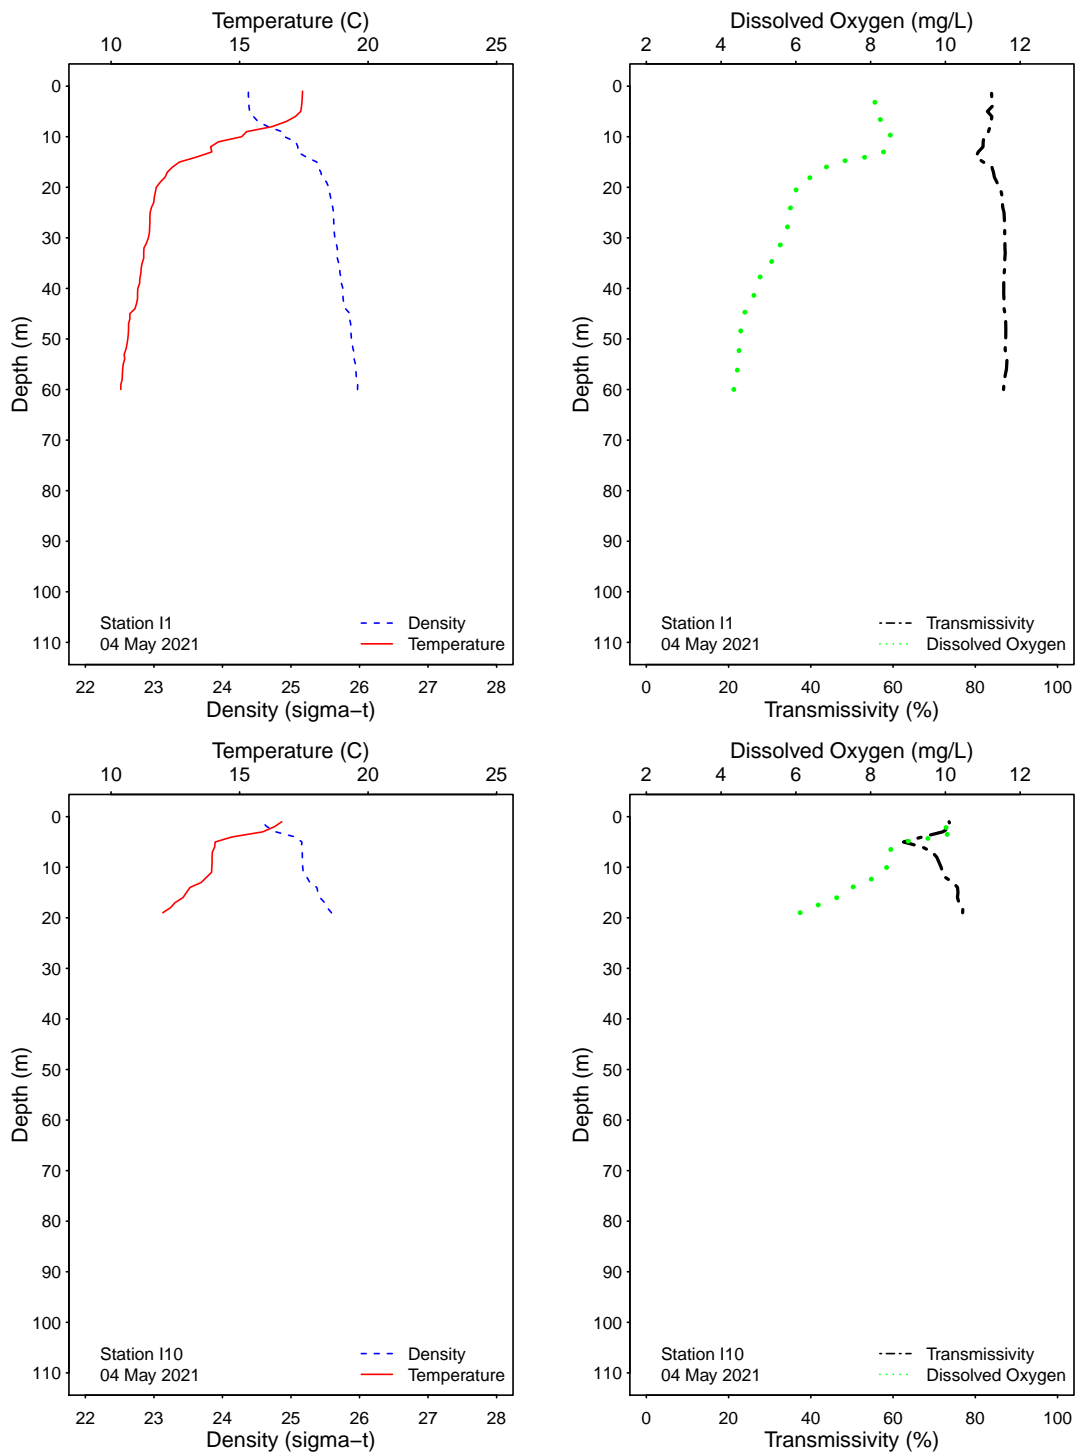 Temperature (C)
10 15 20 25
0
10
20
30
40
50
60
70
80
90
100
110
Depth (m)
Station I1
04 May 2021
Density
Temperature
22 23 24 25 26 27 28
Density (sigma−t)
Dissolved Oxygen (mg/L)
2 4 6 8 10 12
0
10
20
30
40
50
60
70
80
90
100
110
Depth (m)
Station I1
04 May 2021
Transmissivity
Dissolved Oxygen
0 20 40 60 80 100
Transmissivity (%)
Temperature (C)
10 15 20 25
0
10
20
30
40
50
60
70
80
90
100
110
Depth (m)
Station I10
04 May 2021
Density
Temperature
22 23 24 25 26 27 28
Density (sigma−t)
Dissolved Oxygen (mg/L)
2 4 6 8 10 12
0
10
20
30
40
50
60
70
80
90
100
110
Depth (m)
Station I10
04 May 2021
Transmissivity
Dissolved Oxygen
0 20 40 60 80 100
Transmissivity (%)